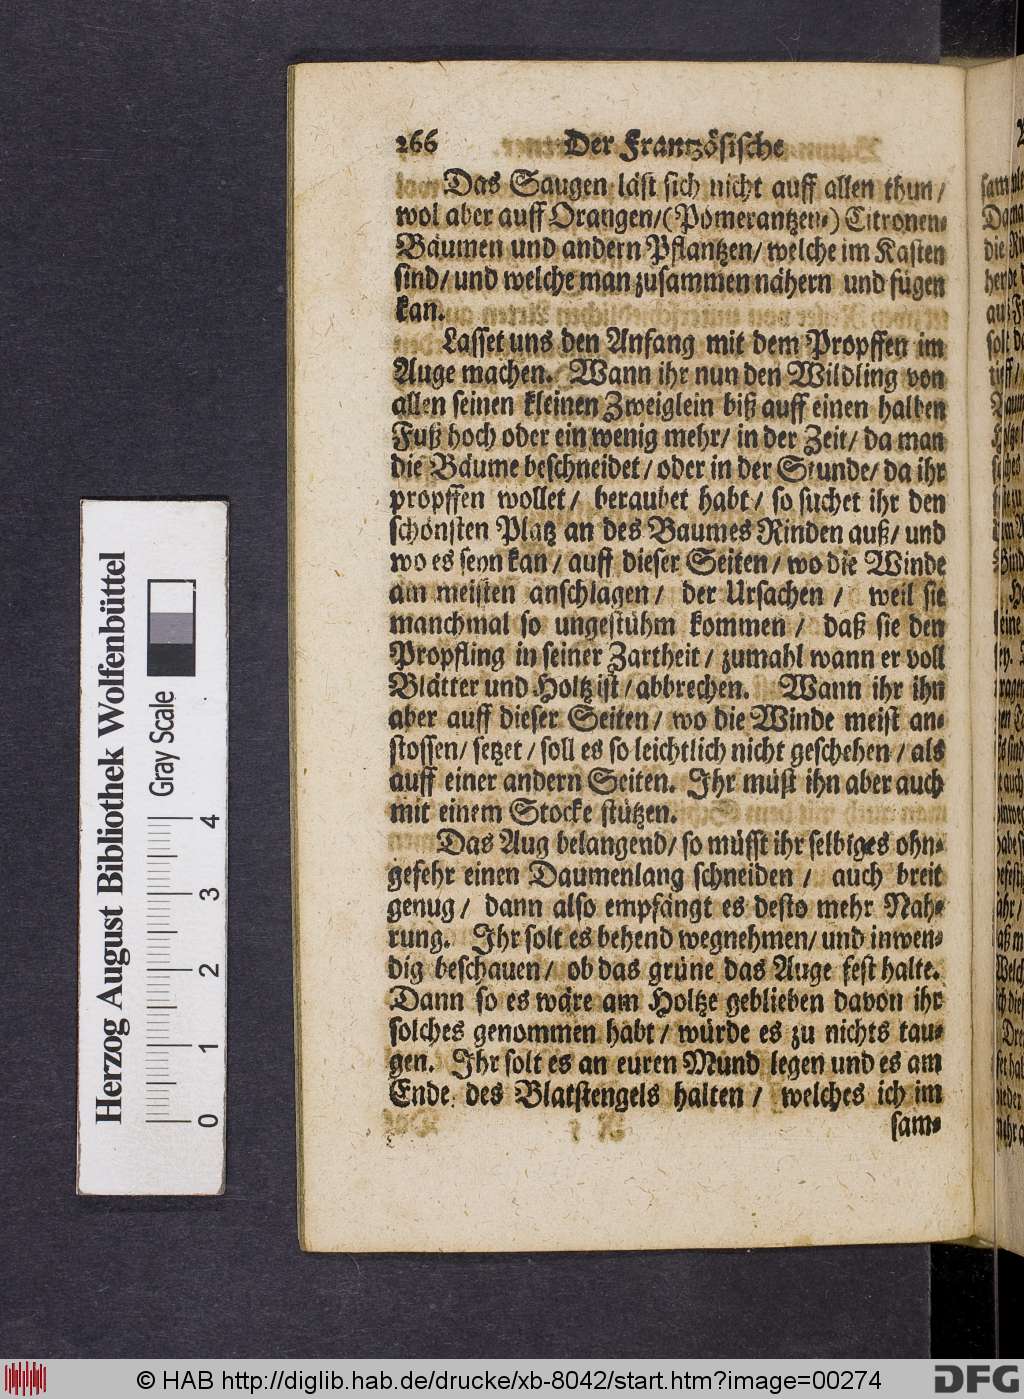 266 Der Frantzösische
Das Saugen läst sich nicht auff allen thun/
wol aber auff Orangen/(Pomerantzen-) Citronen-
Bäumen und andern Pflantzen/ welche im Kasten
sind/ und welche man zusammen nähern und fügen
kan.
Lasset uns den Anfang mit dem Propffen im
Auge machen. Wann ihr nun den Wildling von
allen seinen kleinen Zweiglein biß auff einen halben
Fuß hoch oder ein wenig mehr/ in der Zeit/ da man
die Bäume beschneidet/ oder in der Stunde/ da ihr
propffen wollet/ beraubet habt/ so suchet ihr den
schönsten Platz an des Baumes Rinden auß/ und
wo es seyn kan/ auff dieser Seiten/ wo die Winde
am meisten anschlagen/ der Ursachen/ weil sie
manchmal so ungestühm kommen/ daß sie den
Propfling in seiner Zartheit/ zumahl wann er voll
Blätter und Holtz ist/ abbrechen. Wann ihr ihn
aber auff dieser Seiten/ wo die Winde meist an-
stossen/ setzet/ soll es so leichtlich nicht geschehen/ als
auff einer andern Seiten. Ihr müßt ihn aber auch
mit einem Stocke stützen.
Das Aug belangend/ so müsst ihr selbiges ohn-
gefehr einen Daumenlang schneiden/ auch breit
genug/ dann also empfängt es desto mehr Nah-
rung. Ihr solt es behend wegnehmen/ und inwen-
dig beschauen/ ob das grüne das Auge fest halte.
Dann so es wäre am Holtze geblieben davon ihr
solches genommen habt/ würde es zu nichts tau-
gen. Ihr solt es an euren Mund legen und es am
Ende des Blatstengels halten/ welches ich im
sam-
Herzog August Bibliothek Wolfenbüttel
Gray Scale
0 1 2 3 4
© HAB http://diglib.hab.de/drucke/xb-8042/start.htm?image=00274
DFG